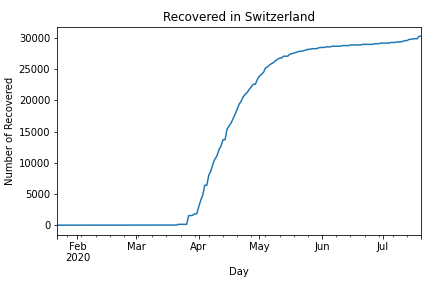 Recovered in Switzerland
30000
25000
20000
15000
10000
5000
0
Number of Recovered
Feb Mar Apr May Jun Jul
2020
Day